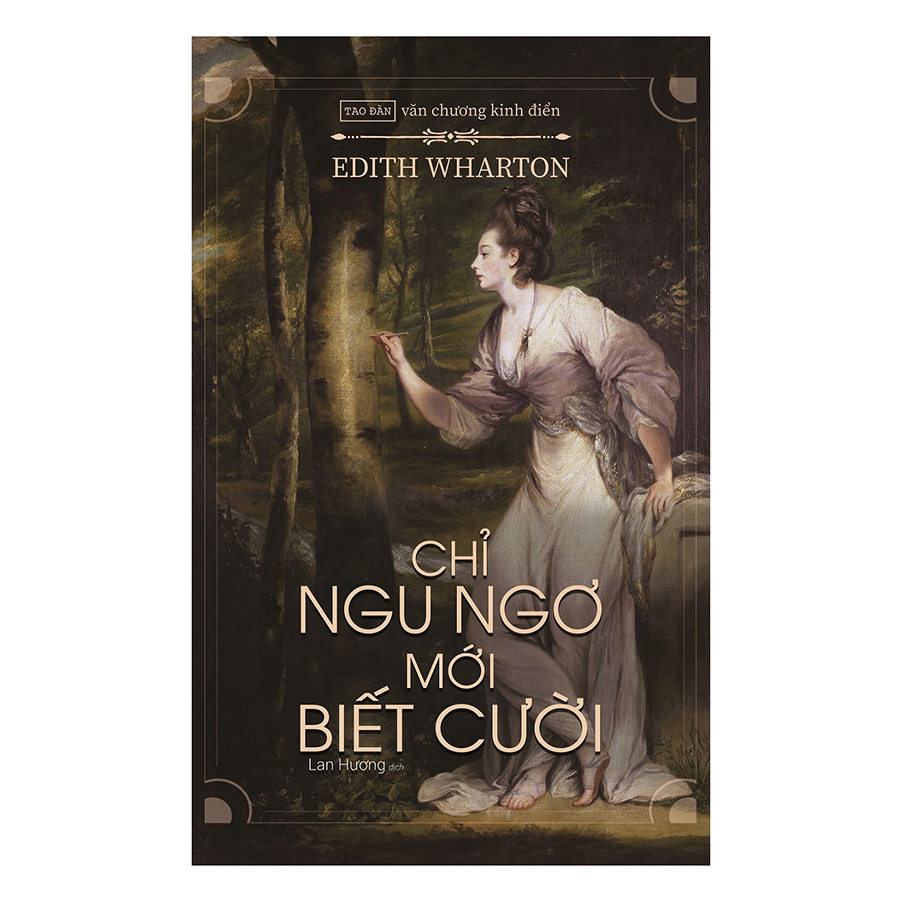 TAO ĐÀN văn chương kinh điển
EDITH WHARTON
CHỈ
NGU NGƠ
MỚI
BIẾT CƯỜI
Lan Hương dịch